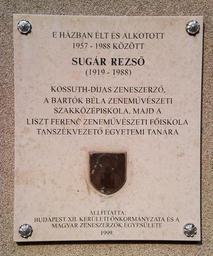 E HÁZBAN ÉLT ÉS ALKOTOTT
1957 - 1988 KÖZÖTT
SUGÁR REZSŐ
(1919 - 1988)
KOSSUTH-DÍJAS ZENESZERZŐ,
A BARTÓK BÉLA ZENEMŰVÉSZETI
SZAKKÖZÉPISKOLA, MAJD A
LISZT FERENC ZENEMŰVÉSZETI FŐISKOLA
TANSZÉKVEZETŐ EGYETEMI TANÁRA
ÁLLÍTTATTA:
BUDAPEST XII. KERÜLETI ÖNKORMÁNYZATA ÉS A
MAGYAR ZENESZERZŐK EGYESÜLETE
1999.